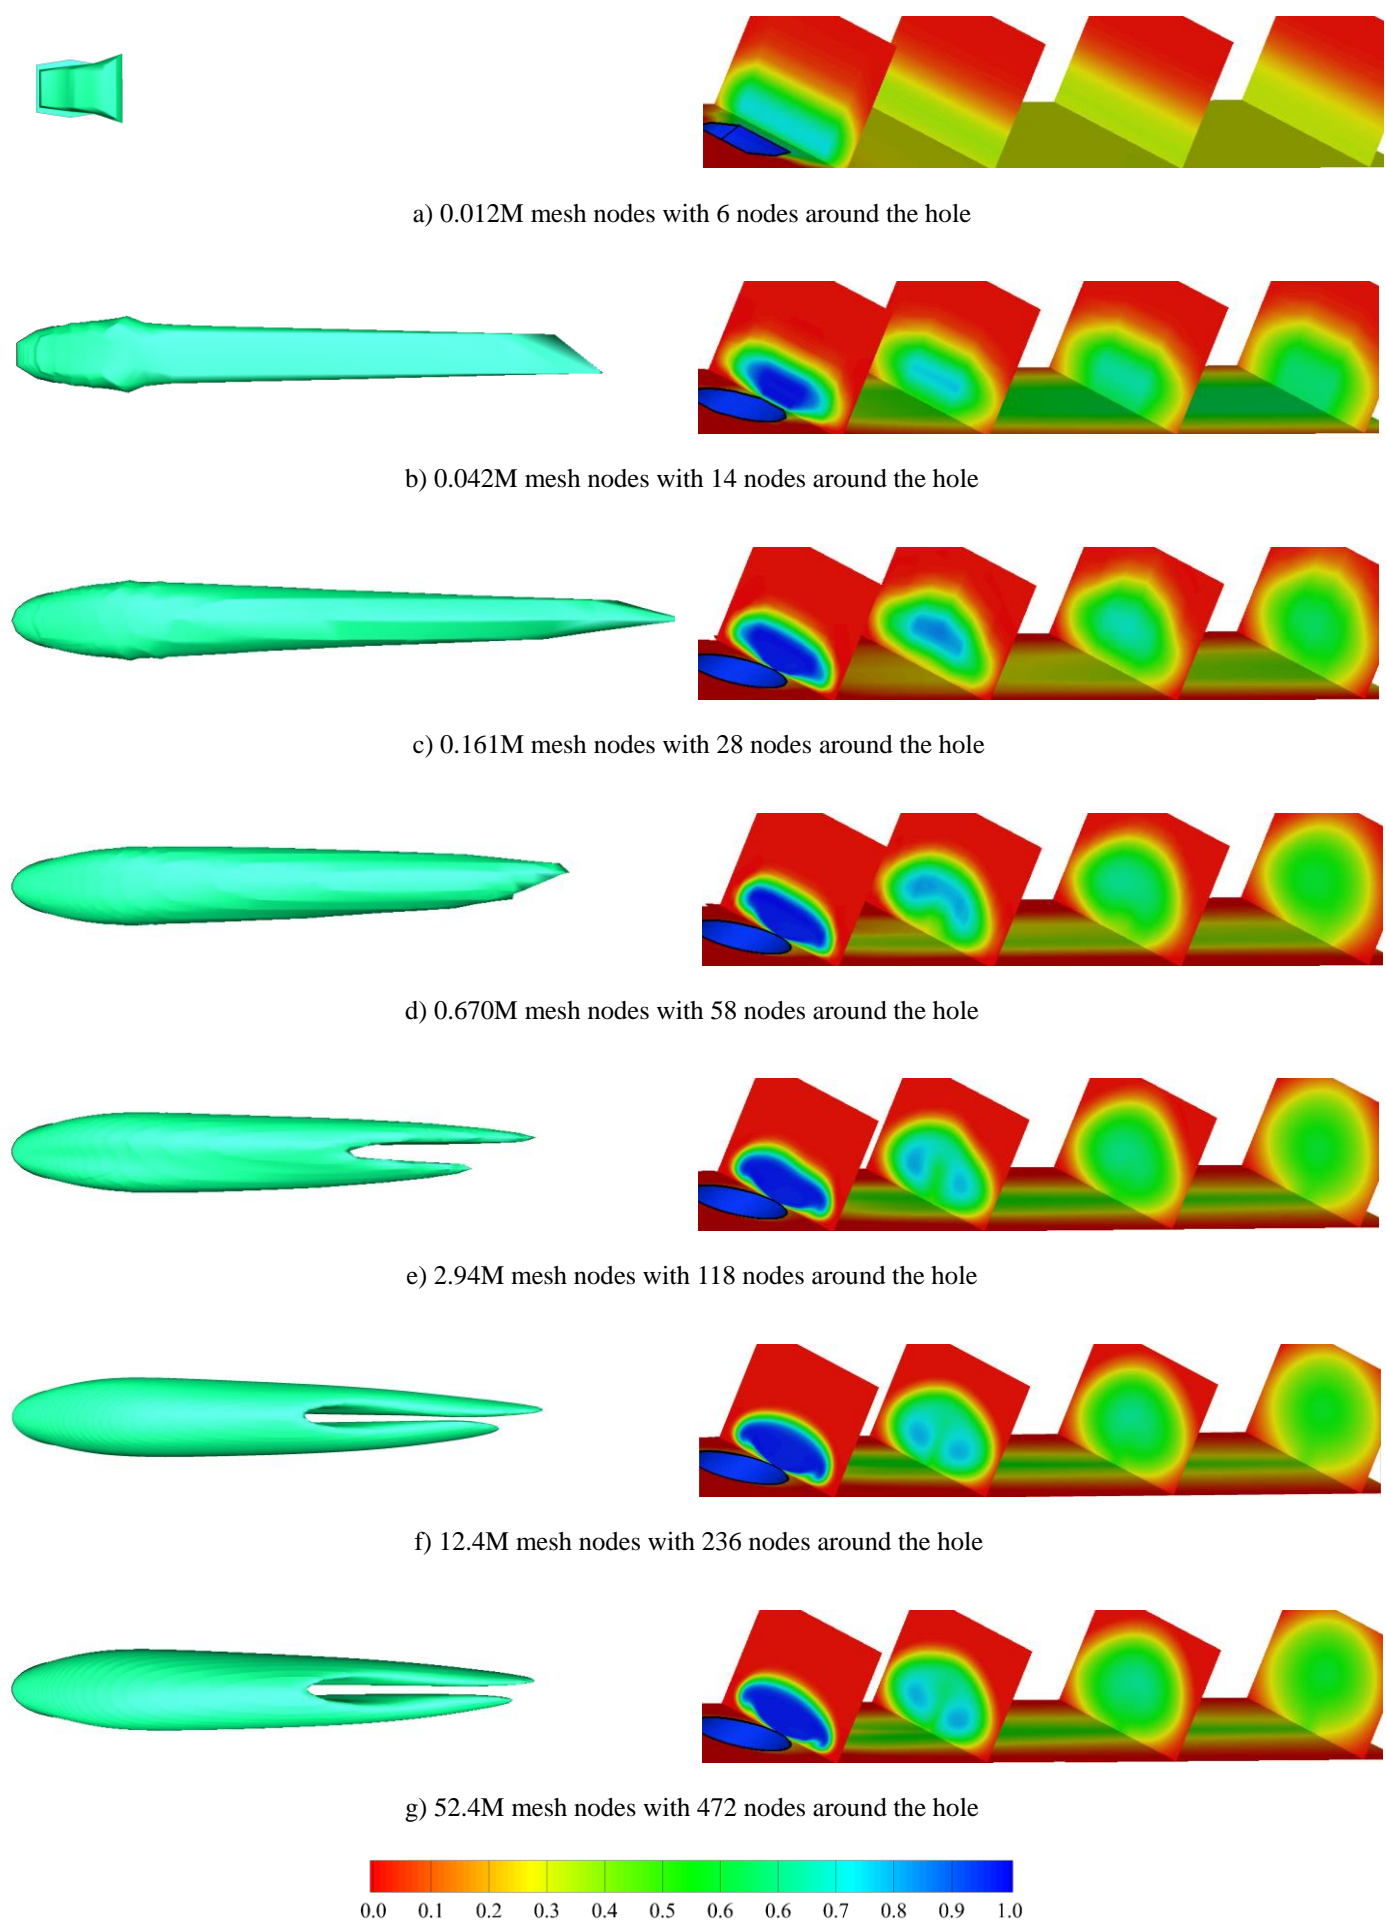 a) 0.012M mesh nodes with 6 nodes around the hole
b) 0.042M mesh nodes with 14 nodes around the hole
c) 0.161M mesh nodes with 28 nodes around the hole
d) 0.670M mesh nodes with 58 nodes around the hole
e) 2.94M mesh nodes with 118 nodes around the hole
f) 12.4M mesh nodes with 236 nodes around the hole
g) 52.4M mesh nodes with 472 nodes around the hole
0.0 0.1 0.2 0.3 0.4 0.5 0.6 0.6 0.7 0.8 0.9 1.0